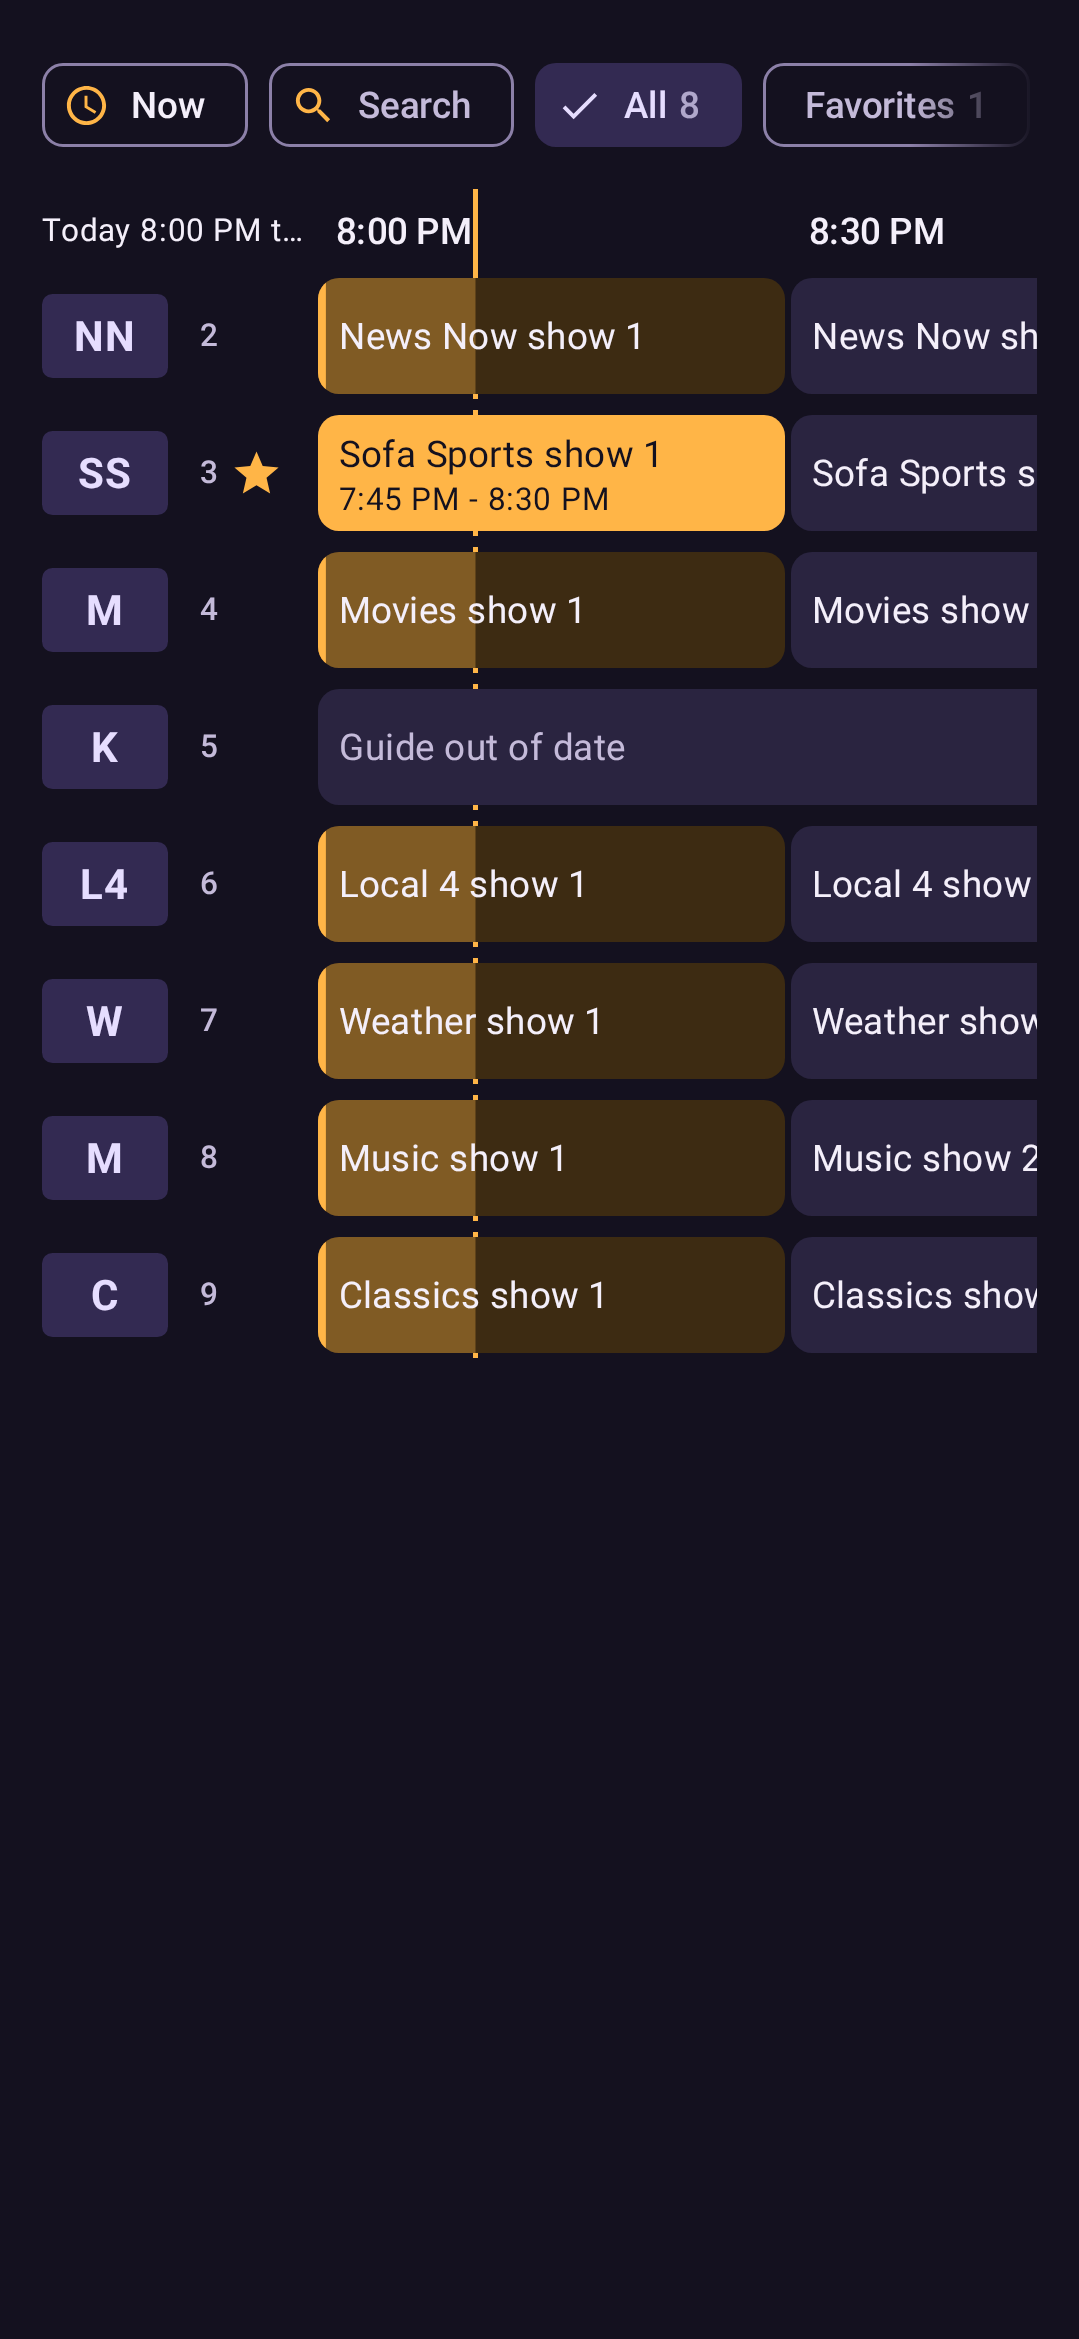 Now Search All 8 Favorites 1
Today 8:00 PM t... 8:00 PM 8:30 PM
NN 2 News Now show 1 News Now sh
SS 3 Sofa Sports show 1 Sofa Sports s
7:45 PM - 8:30 PM
M 4 Movies show 1 Movies show
K 5 Guide out of date
L4 6 Local 4 show 1 Local 4 show
W 7 Weather show 1 Weather show
M 8 Music show 1 Music show 2
C 9 Classics show 1 Classics show